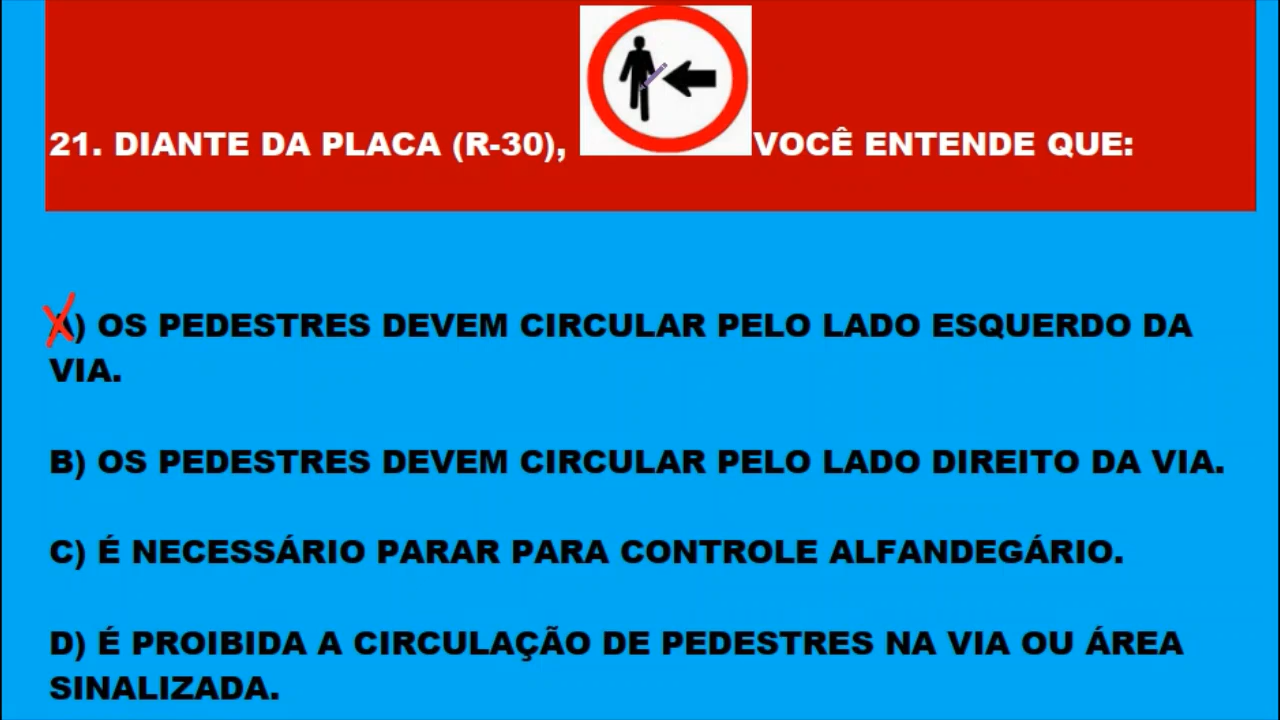 21. DIANTE DA PLACA (R-30), VOCÊ ENTENDE QUE:
A) OS PEDESTRES DEVEM CIRCULAR PELO LADO ESQUERDO DA
VIA.
B) OS PEDESTRES DEVEM CIRCULAR PELO LADO DIREITO DA VIA.
C) É NECESSÁRIO PARAR PARA CONTROLE ALFANDEGÁRIO.
D) É PROIBIDA A CIRCULAÇÃO DE PEDESTRES NA VIA OU ÁREA
SINALIZADA.